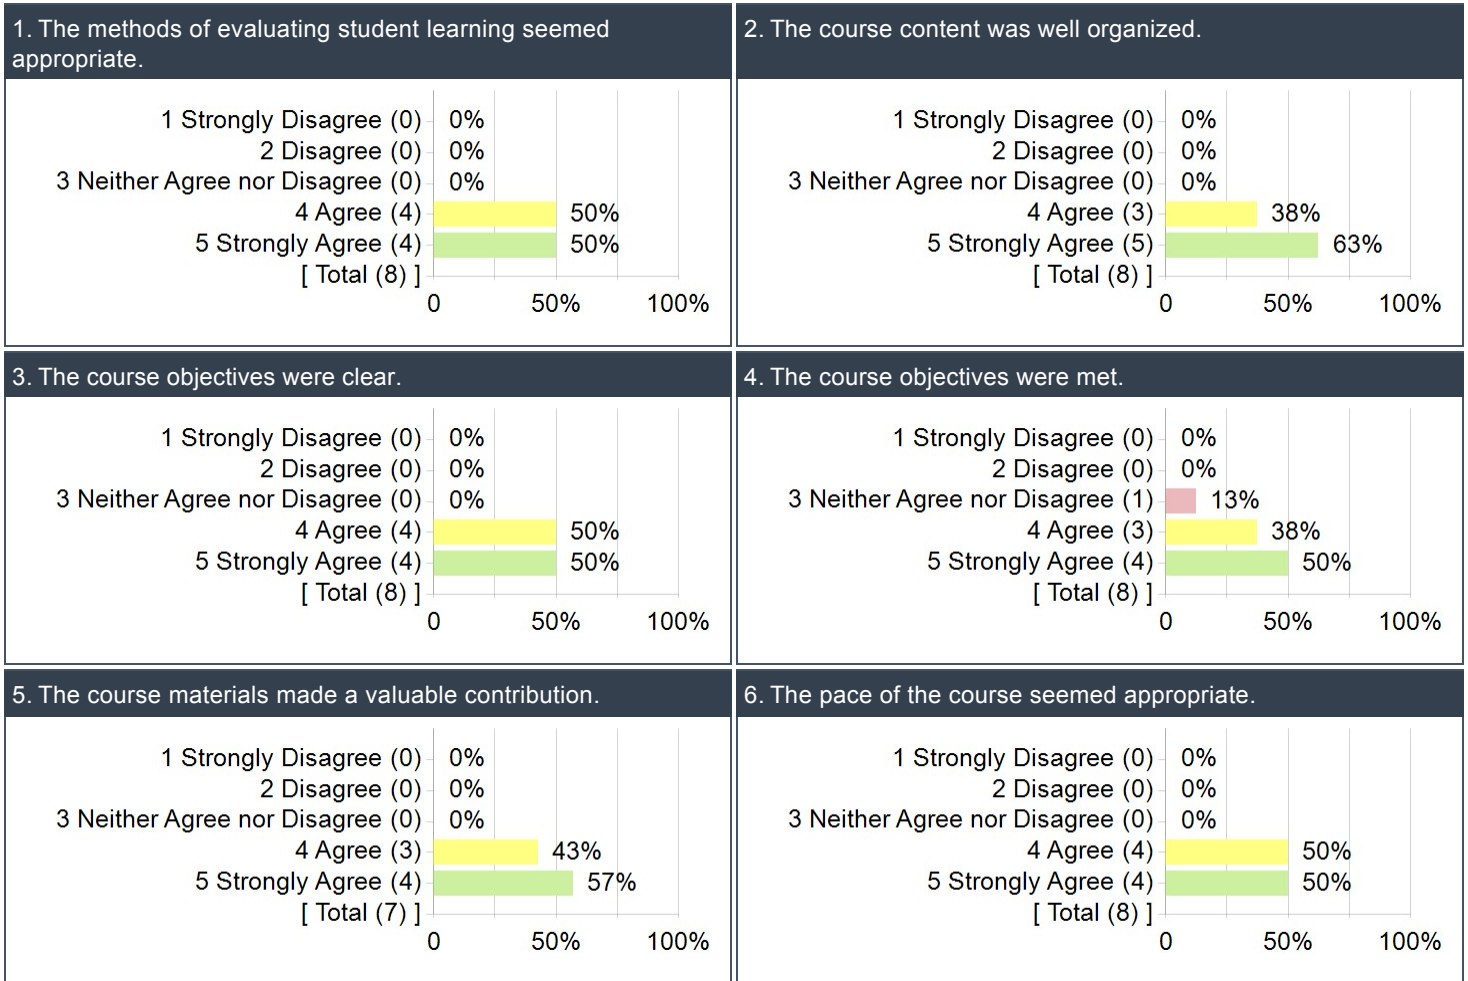 1. The methods of evaluating student learning seemed
appropriate.
1 Strongly Disagree (0) 0%
2 Disagree (0) 0%
3 Neither Agree nor Disagree (0) 0%
4 Agree (4) 50%
5 Strongly Agree (4) 50%
[ Total (8) ]
0 50% 100%
2. The course content was well organized.
1 Strongly Disagree (0) 0%
2 Disagree (0) 0%
3 Neither Agree nor Disagree (0) 0%
4 Agree (3) 38%
5 Strongly Agree (5) 63%
[ Total (8) ]
0 50% 100%
3. The course objectives were clear.
1 Strongly Disagree (0) 0%
2 Disagree (0) 0%
3 Neither Agree nor Disagree (0) 0%
4 Agree (4) 50%
5 Strongly Agree (4) 50%
[ Total (8) ]
0 50% 100%
4. The course objectives were met.
1 Strongly Disagree (0) 0%
2 Disagree (0) 0%
3 Neither Agree nor Disagree (1) 13%
4 Agree (3) 38%
5 Strongly Agree (4) 50%
[ Total (8) ]
0 50% 100%
5. The course materials made a valuable contribution.
1 Strongly Disagree (0) 0%
2 Disagree (0) 0%
3 Neither Agree nor Disagree (0) 0%
4 Agree (3) 43%
5 Strongly Agree (4) 57%
[ Total (7) ]
0 50% 100%
6. The pace of the course seemed appropriate.
1 Strongly Disagree (0) 0%
2 Disagree (0) 0%
3 Neither Agree nor Disagree (0) 0%
4 Agree (4) 50%
5 Strongly Agree (4) 50%
[ Total (8) ]
0 50% 100%